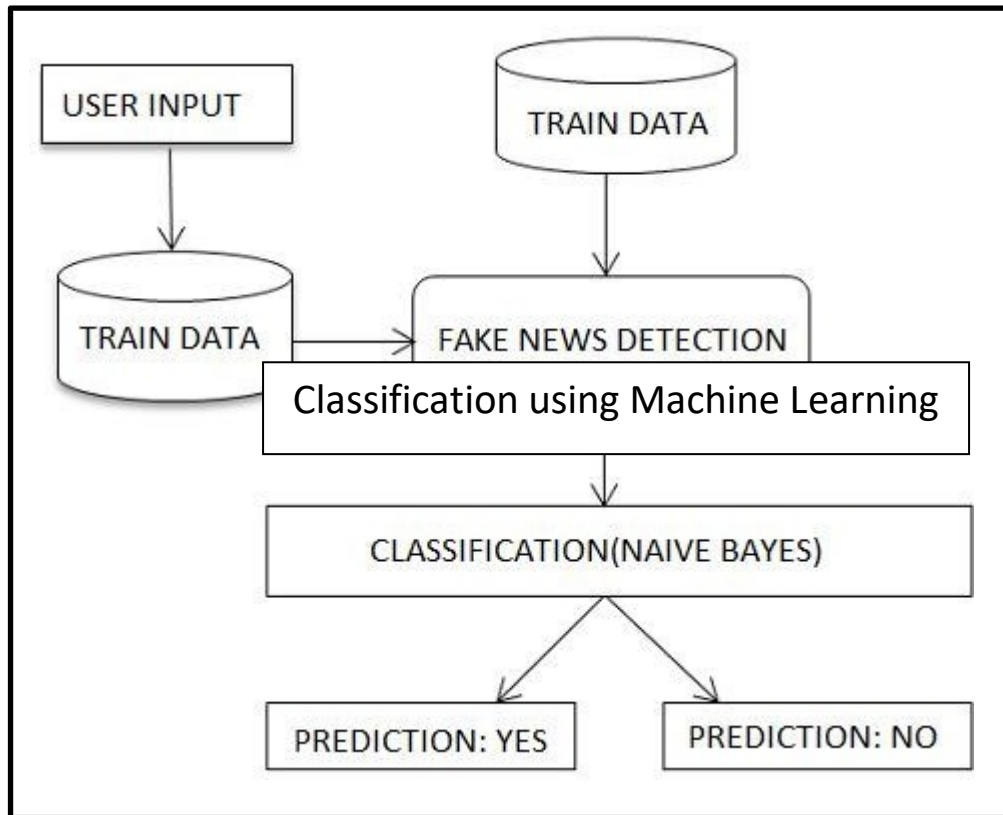 USER INPUT
TRAIN DATA
TRAIN DATA
FAKE NEWS DETECTION
Classification using Machine Learning
CLASSIFICATION(NAIVE BAYES)
PREDICTION: YES
PREDICTION: NO